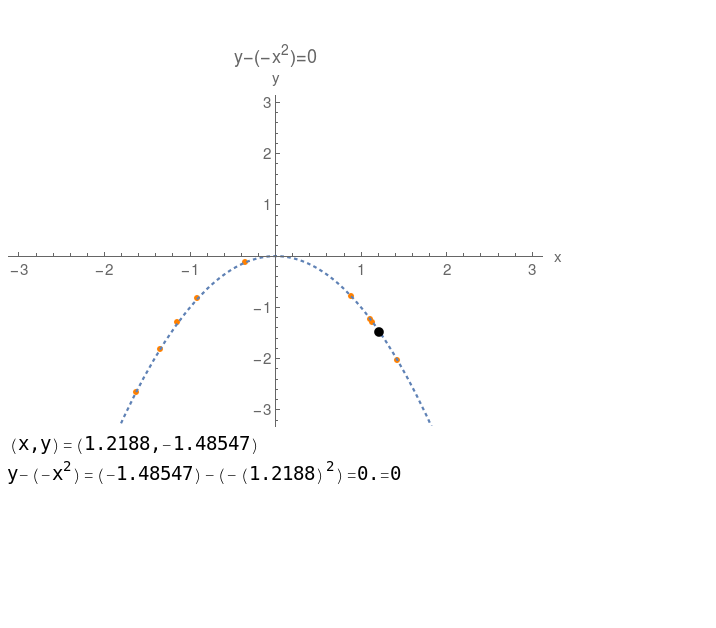 y−(−x²)=0
y
3
2
1
−3 −2 −1 1 2 3 x
−1
−2
−3
(x,y)=(1.2188,−1.48547)
y−(−x²)=(−1.48547)−(−(1.2188)²)=0.=0